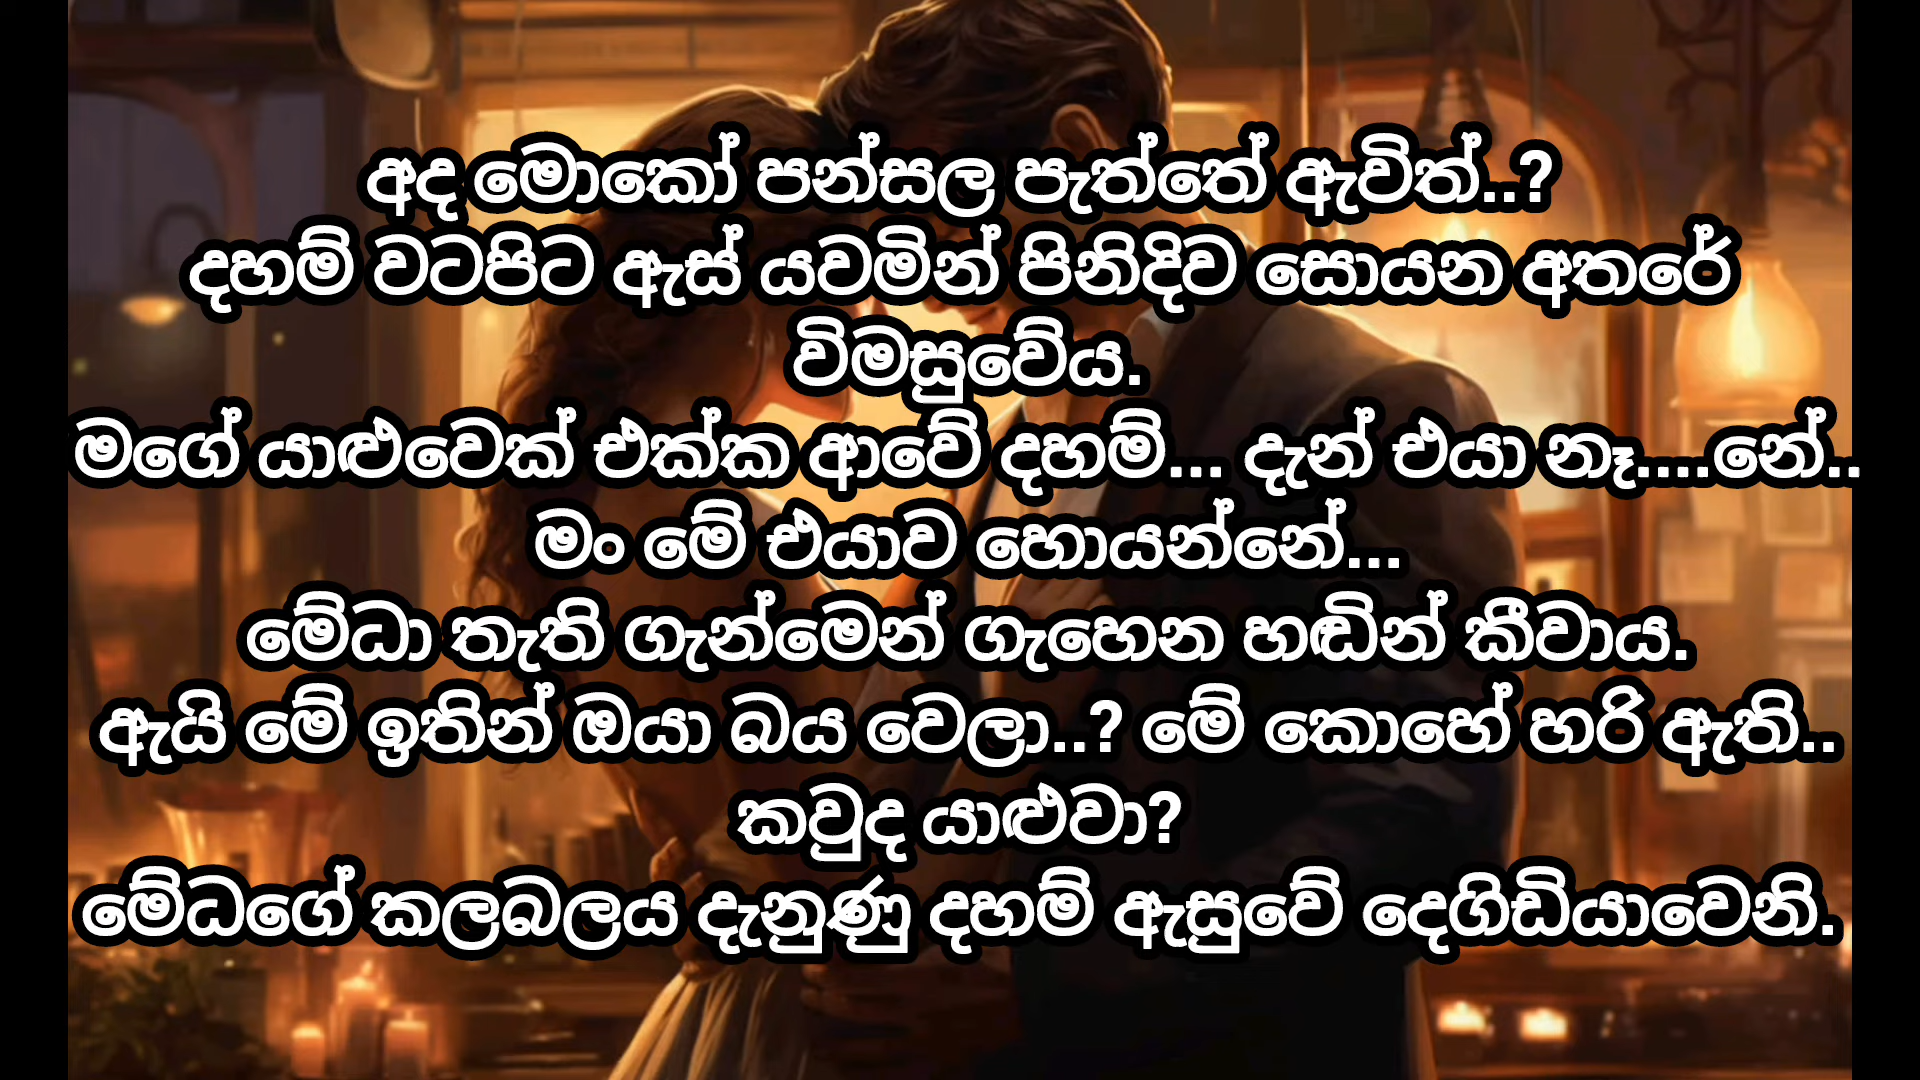 අද මොකෝ පන්සල පැත්තේ ඇවිත්..?
දහම් වටපිට ඇස් යවමින් පිනිදිව සොයන අතරේ
විමසුවේය.
මගේ යාළුවෙක් එක්ක ආවේ දහම්... දැන් එයා නෑ....නේ..
මං මේ එයාව හොයන්නේ...
මේධා තැති ගැන්මෙන් ගැහෙන හඬින් කීවාය.
ඇයි මේ ඉතින් ඔයා බය වෙලා..? මේ කොහේ හරි ඇති..
කවුද යාළුවා?
මේධගේ කලබලය දැනුණු දහම් ඇසුවේ දෙගිඩියාවෙනි.